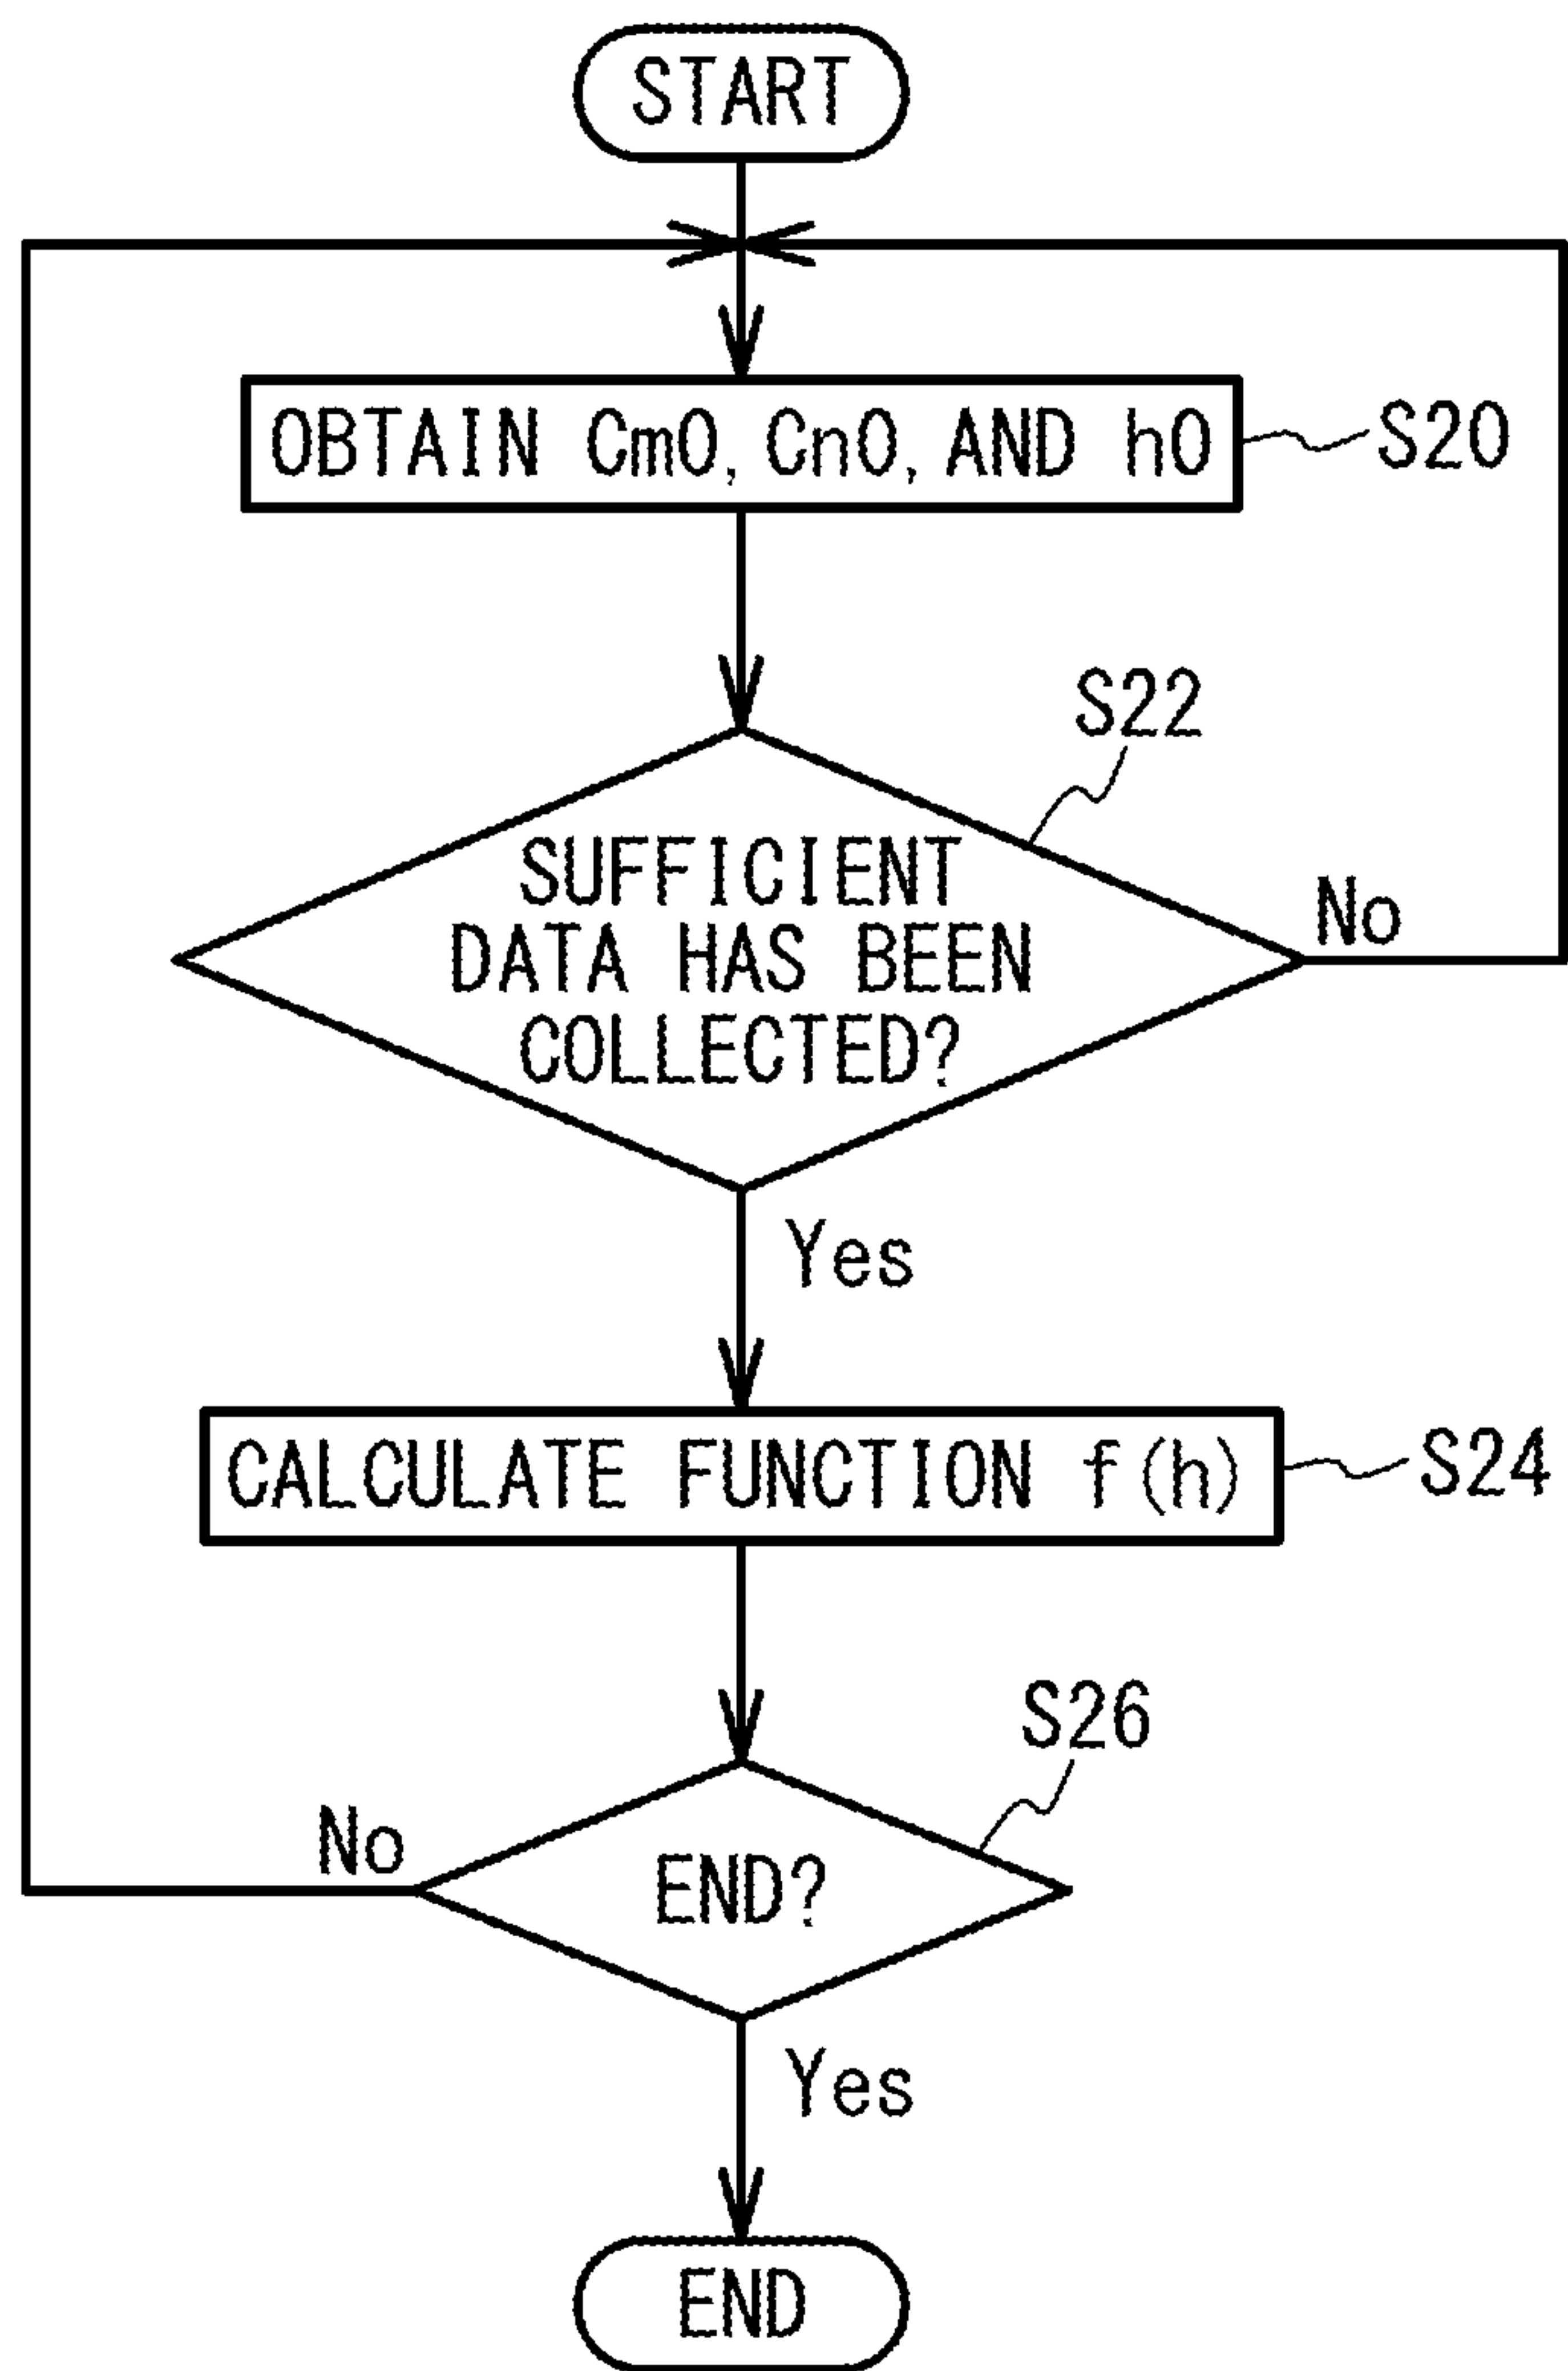 START
OBTAIN Cm0, Cn0, AND h0
S20
S22
SUFFICIENT
DATA HAS BEEN
COLLECTED?
No
Yes
CALCULATE FUNCTION f(h)
S24
S26
No
END?
Yes
END